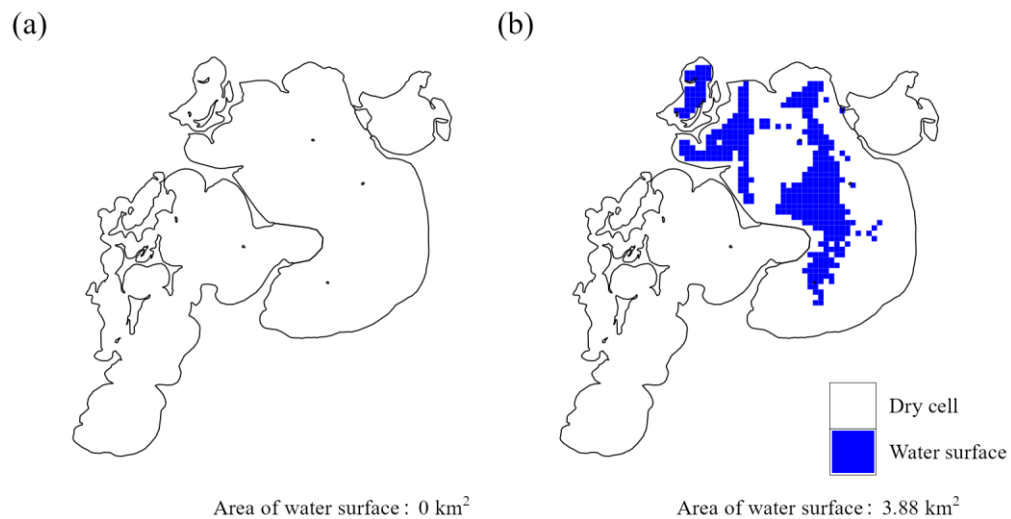 (a)
(b)
Dry cell
Water surface
Area of water surface: 0 km²
Area of water surface: 3.88 km²